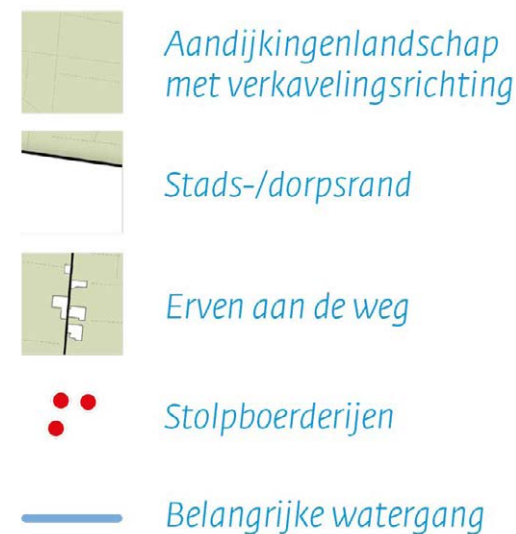 Aandijkingenlandschap
met verkavelingsrichting
Stads-/dorpsrand
Erven aan de weg
Stolpboerderijen
Belangrijke watergang